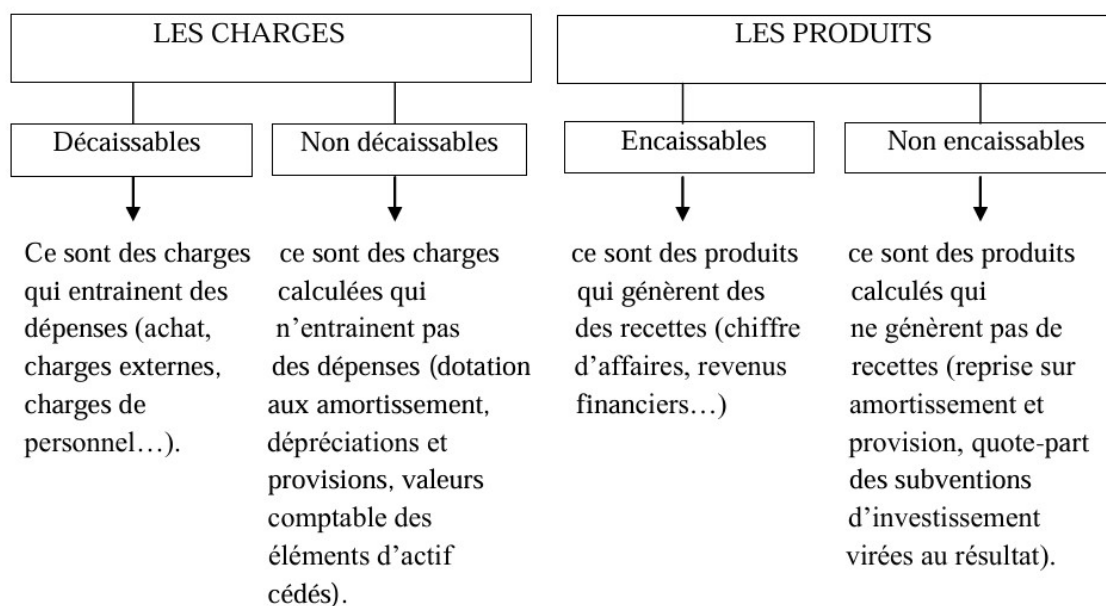 LES CHARGES
Décaissables
Non décaissables
Ce sont des charges
qui entrainent des
dépenses (achat,
charges externes,
charges de
personnel…).
ce sont des charges
calculées qui
n’entrainent pas
des dépenses (dotation
aux amortissement,
dépréciations et
provisions, valeurs
comptable des
éléments d’actif
cédés).
LES PRODUITS
Encaissables
Non encaissables
ce sont des produits
qui génèrent des
des recettes (chiffre
d’affaires, revenus
financiers…)
ce sont des produits
calculés qui
ne génèrent pas de
recettes (reprise sur
amortissement et
provision, quote-part
des subventions
d’investissement
virées au résultat).